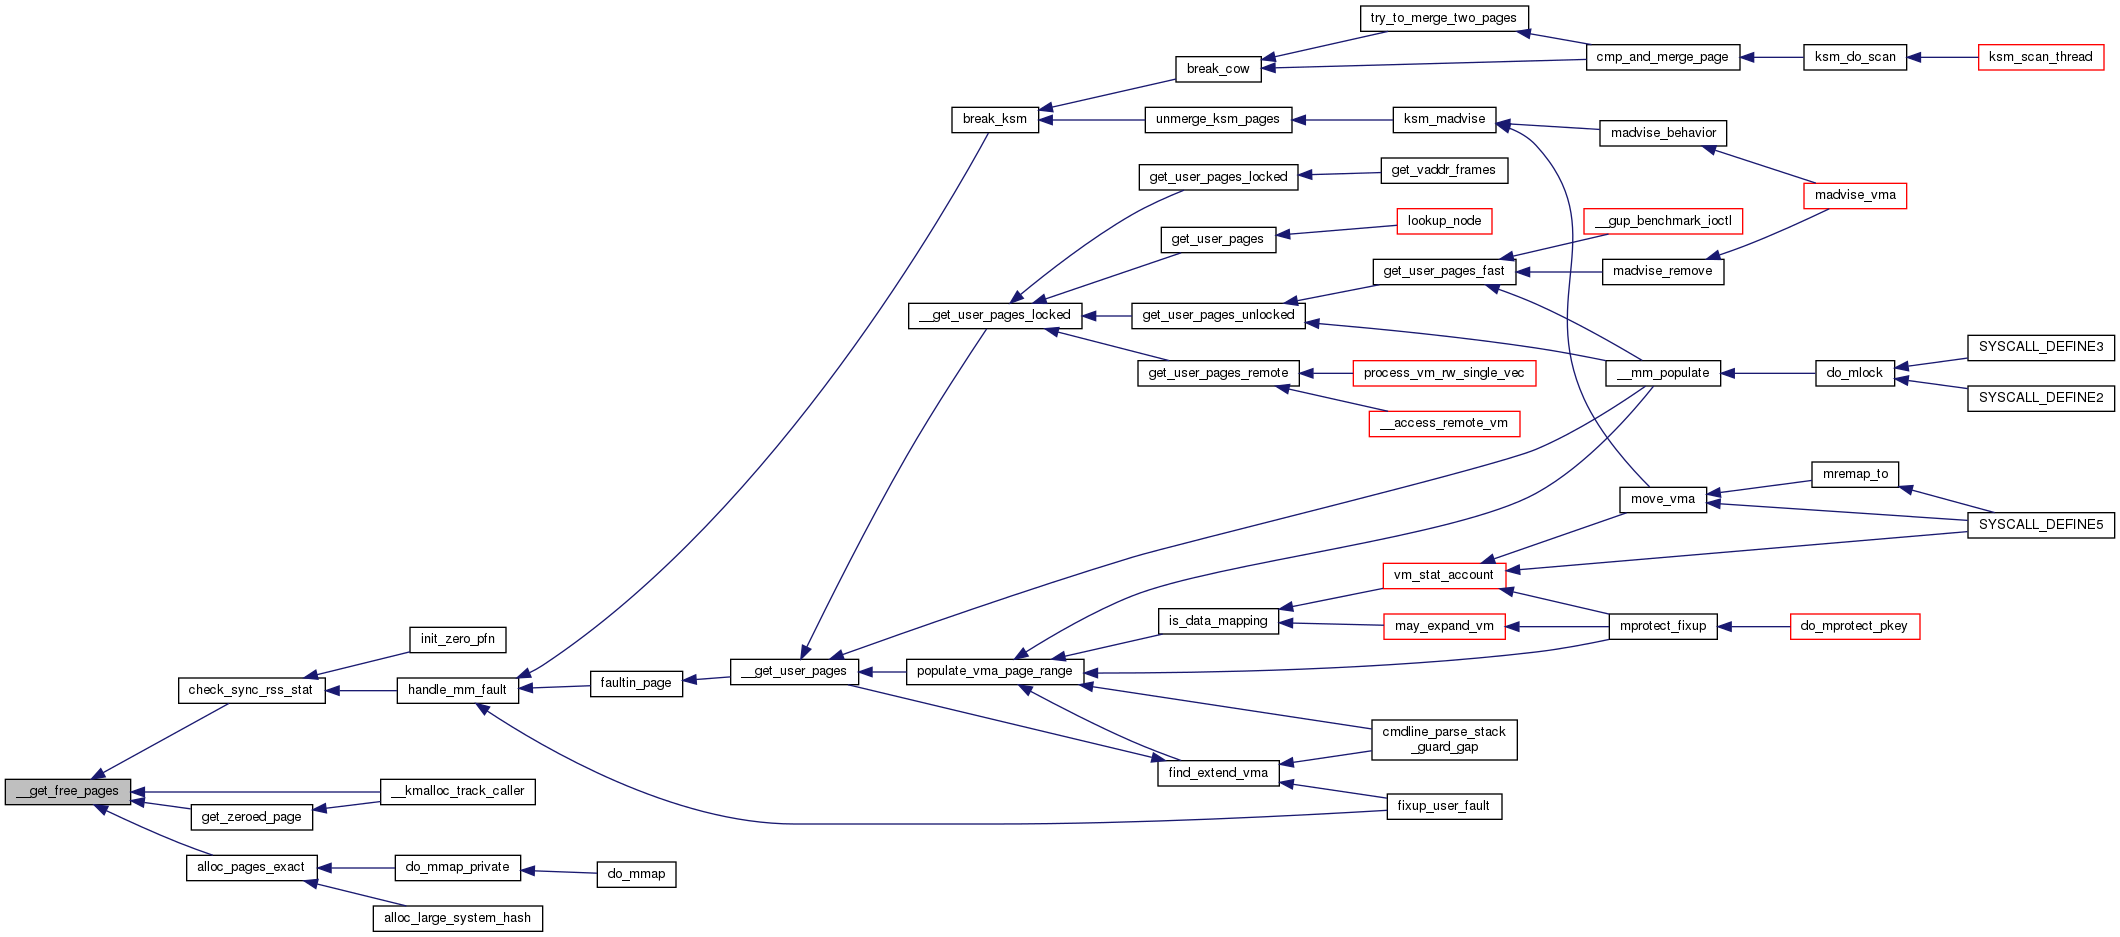 try_to_merge_two_pages
break_cow
cmp_and_merge_page
ksm_do_scan
ksm_scan_thread
break_ksm
unmerge_ksm_pages
ksm_madvise
madvise_behavior
get_user_pages_locked
get_vaddr_frames
madvise_vma
lookup_node
__gup_benchmark_ioctl
get_user_pages
get_user_pages_fast
madvise_remove
__get_user_pages_locked
get_user_pages_unlocked
SYSCALL_DEFINE3
get_user_pages_remote
process_vm_rw_single_vec
__mm_populate
do_mlock
SYSCALL_DEFINE2
__access_remote_vm
mremap_to
move_vma
SYSCALL_DEFINE5
vm_stat_account
is_data_mapping
may_expand_vm
mprotect_fixup
do_mprotect_pkey
init_zero_pfn
check_sync_rss_stat
handle_mm_fault
faultin_page
__get_user_pages
populate_vma_page_range
cmdline_parse_stack
_guard_gap
find_extend_vma
fixup_user_fault
__get_free_pages
__kmalloc_track_caller
get_zeroed_page
alloc_pages_exact
do_mmap_private
do_mmap
alloc_large_system_hash